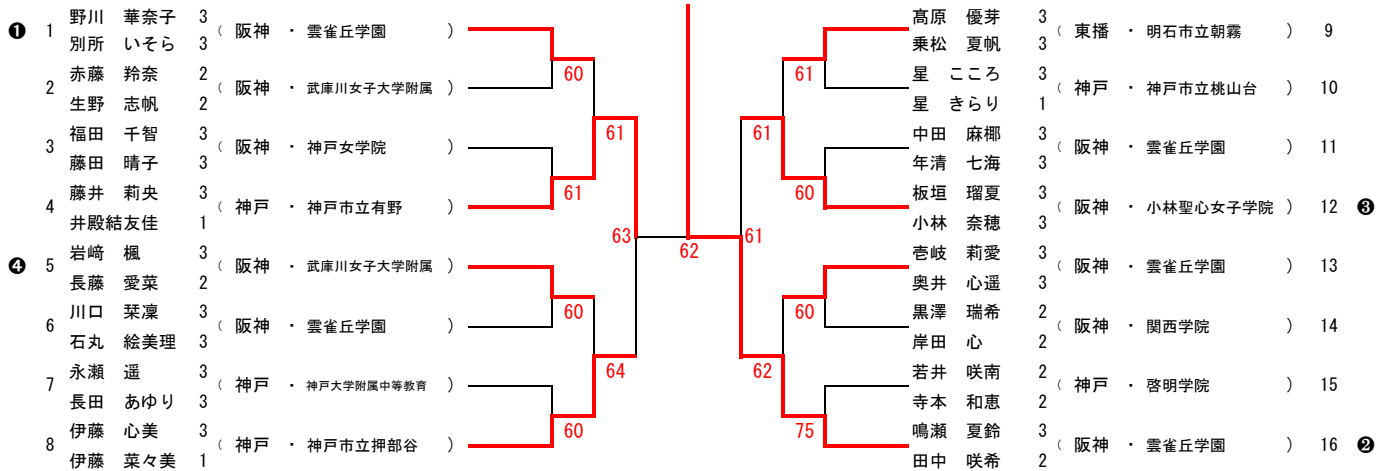 ❶ 1 野川　華奈子 3 別所　いそら 3 （ 阪神 ・ 雲雀丘学園 ）
2 赤藤　羚奈 2 生野　志帆 2 （ 阪神 ・ 武庫川女子大学附属 ）
60
3 福田　千智 3 藤田　晴子 3 （ 阪神 ・ 神戸女学院 ）
61
4 藤井　莉央 3 井殿結友佳 1 （ 神戸 ・ 神戸市立有野 ）
61
❹ 5 岩﨑　楓 3 長藤　愛菜 2 （ 阪神 ・ 武庫川女子大学附属 ）
63
6 川口　栞凜 3 石丸　絵美理 3 （ 阪神 ・ 雲雀丘学園 ）
60
7 永瀬　遥 3 長田　あゆり 3 （ 神戸 ・ 神戸大学附属中等教育 ）
64
8 伊藤　心美 3 伊藤　菜々美 1 （ 神戸 ・ 神戸市立押部谷 ）
60
62
髙原　優芽 3 乗松　夏帆 3 （ 東播 ・ 明石市立朝霧 ） 9
61
星　こころ 3 星　きらり 1 （ 神戸 ・ 神戸市立桃山台 ） 10
61
中田　麻椰 3 年清　七海 3 （ 阪神 ・ 雲雀丘学園 ） 11
60
板垣　瑠夏 3 小林　奈穂 3 （ 阪神 ・ 小林聖心女子学院 ） 12 ❸
61
壱岐　莉愛 3 奥井　心遥 3 （ 阪神 ・ 雲雀丘学園 ） 13
60
黒澤　瑞希 2 岸田　心 2 （ 阪神 ・ 関西学院 ） 14
62
若井　咲南 2 寺本　和恵 2 （ 神戸 ・ 啓明学院 ） 15
75
鳴瀬　夏鈴 3 田中　咲希 2 （ 阪神 ・ 雲雀丘学園 ） 16 ❷